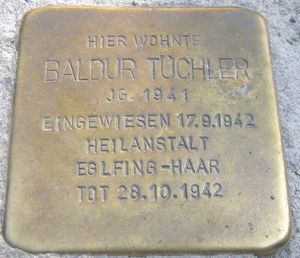 HIER WOHNTE
BALDUR TÜCHLER
JG. 1941
EINGEWIESEN 17.9.1942
HEILANSTALT
EGLFING-HAAR
TOT 28.10.1942